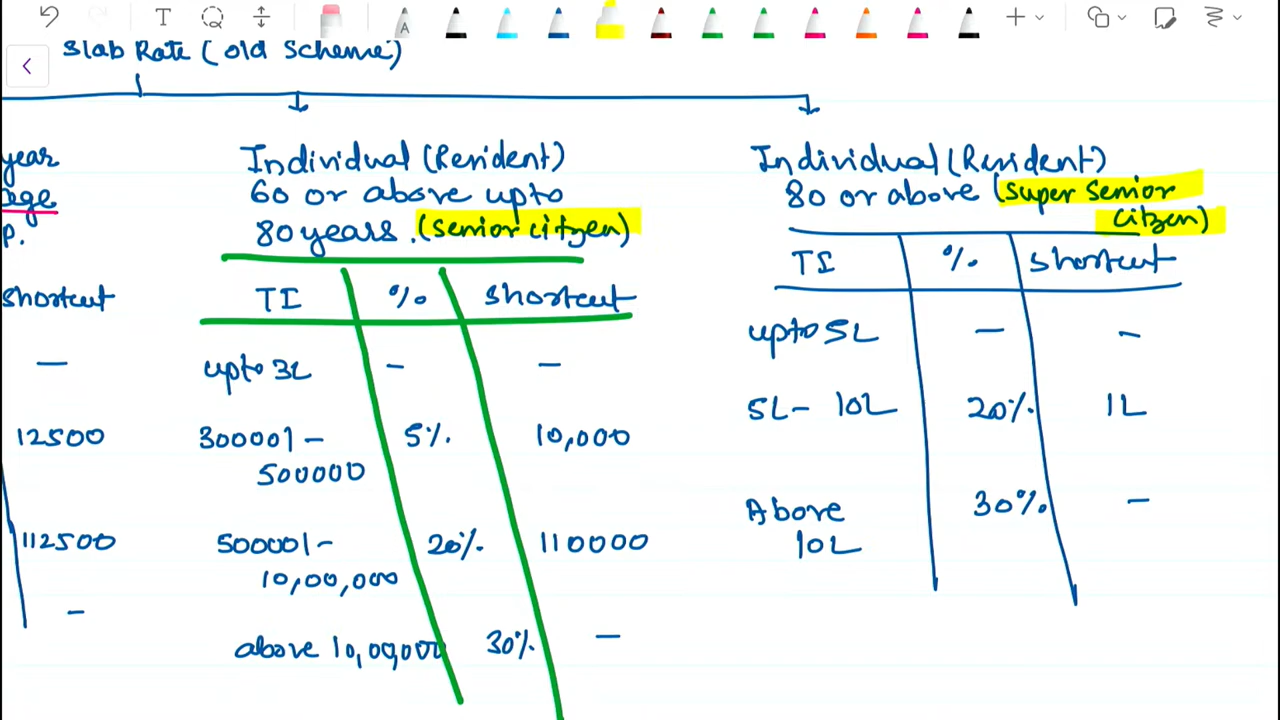 Slab Rate (old scheme)
year
age
p.
shortcut
—
12500
112500
-
Individual (Resident)
60 or above upto
80 years. (senior citzen)
TI % shortcut
upto 3L - —
300001 - 5% 10,000
500000
500001 - 20% 110000
10,00,000
above 10,00,000 30% —
Individual (Resident)
80 or above (super senior
citzen)
TI % shortcut
upto 5L — -
5L - 10L 20% 1L
Above 30% -
10L